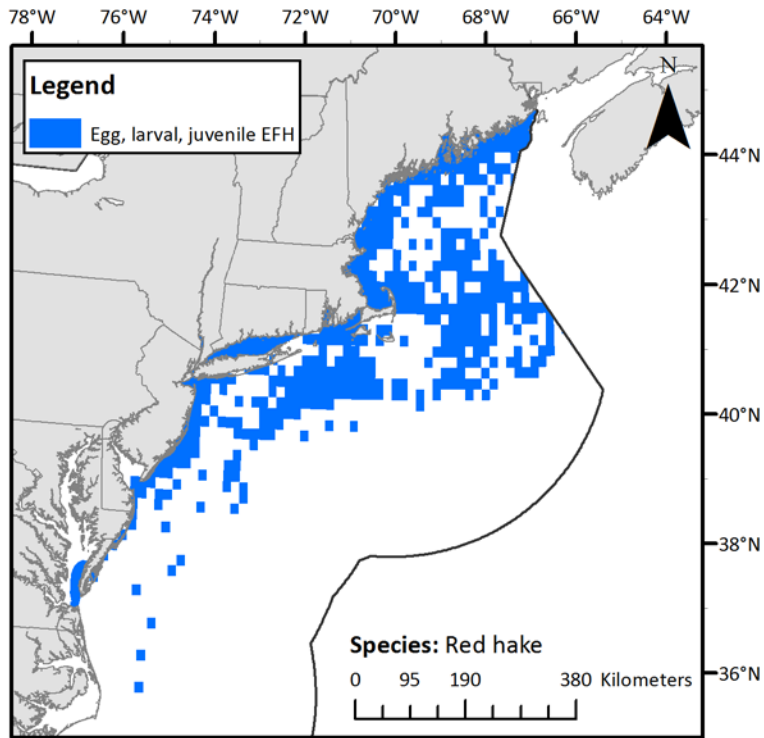 78°W 76°W 74°W 72°W 70°W 68°W 66°W 64°W
N
Legend
Egg, larval, juvenile EFH
44°N
42°N
40°N
38°N
36°N
Species: Red hake
0 95 190 380 Kilometers